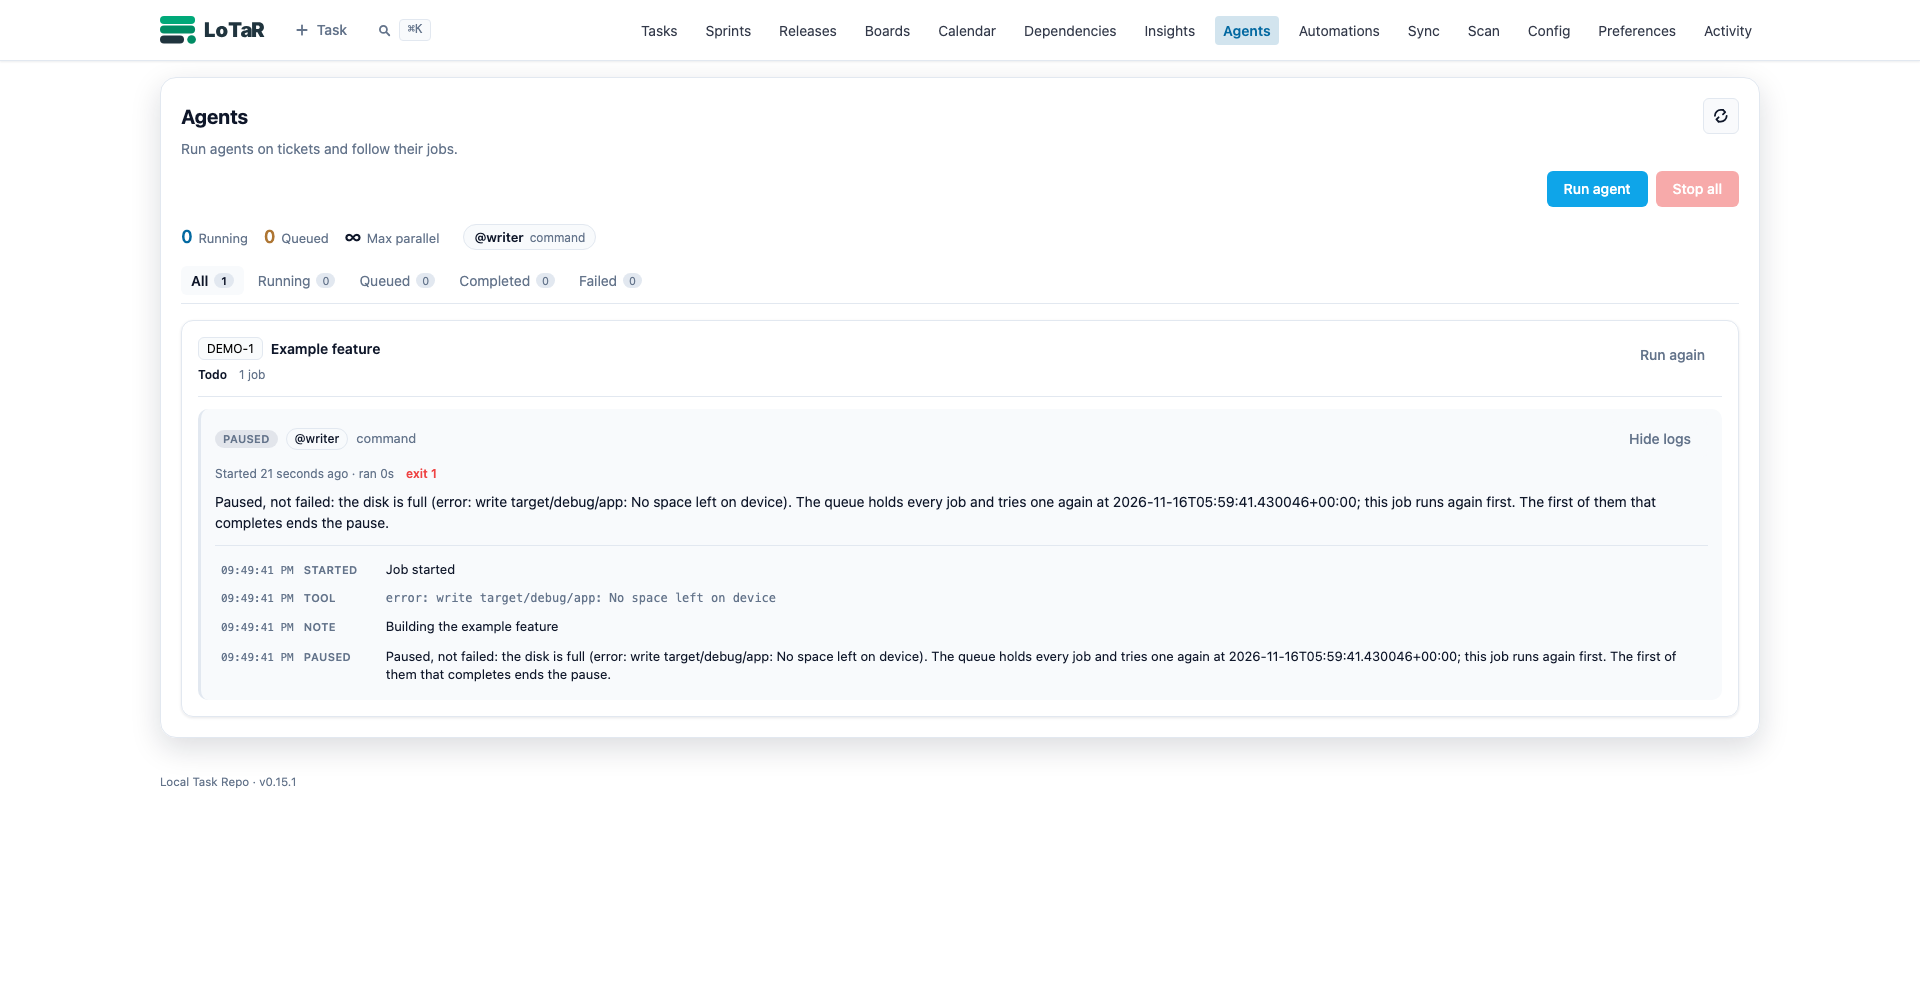 LoTaR
+ Task
⌘K
Tasks
Sprints
Releases
Boards
Calendar
Dependencies
Insights
Agents
Automations
Sync
Scan
Config
Preferences
Activity
Agents
Run agents on tickets and follow their jobs.
Run agent
Stop all
0 Running
0 Queued
∞ Max parallel
@writer command
All 1
Running 0
Queued 0
Completed 0
Failed 0
DEMO-1 Example feature
Run again
Todo 1 job
PAUSED @writer command
Hide logs
Started 21 seconds ago · ran 0s exit 1
Paused, not failed: the disk is full (error: write target/debug/app: No space left on device). The queue holds every job and tries one again at 2026-11-16T05:59:41.430046+00:00; this job runs again first. The first of them that
completes ends the pause.
09:49:41 PM STARTED Job started
09:49:41 PM TOOL error: write target/debug/app: No space left on device
09:49:41 PM NOTE Building the example feature
09:49:41 PM PAUSED Paused, not failed: the disk is full (error: write target/debug/app: No space left on device). The queue holds every job and tries one again at 2026-11-16T05:59:41.430046+00:00; this job runs again first. The first of
them that completes ends the pause.
Local Task Repo · v0.15.1